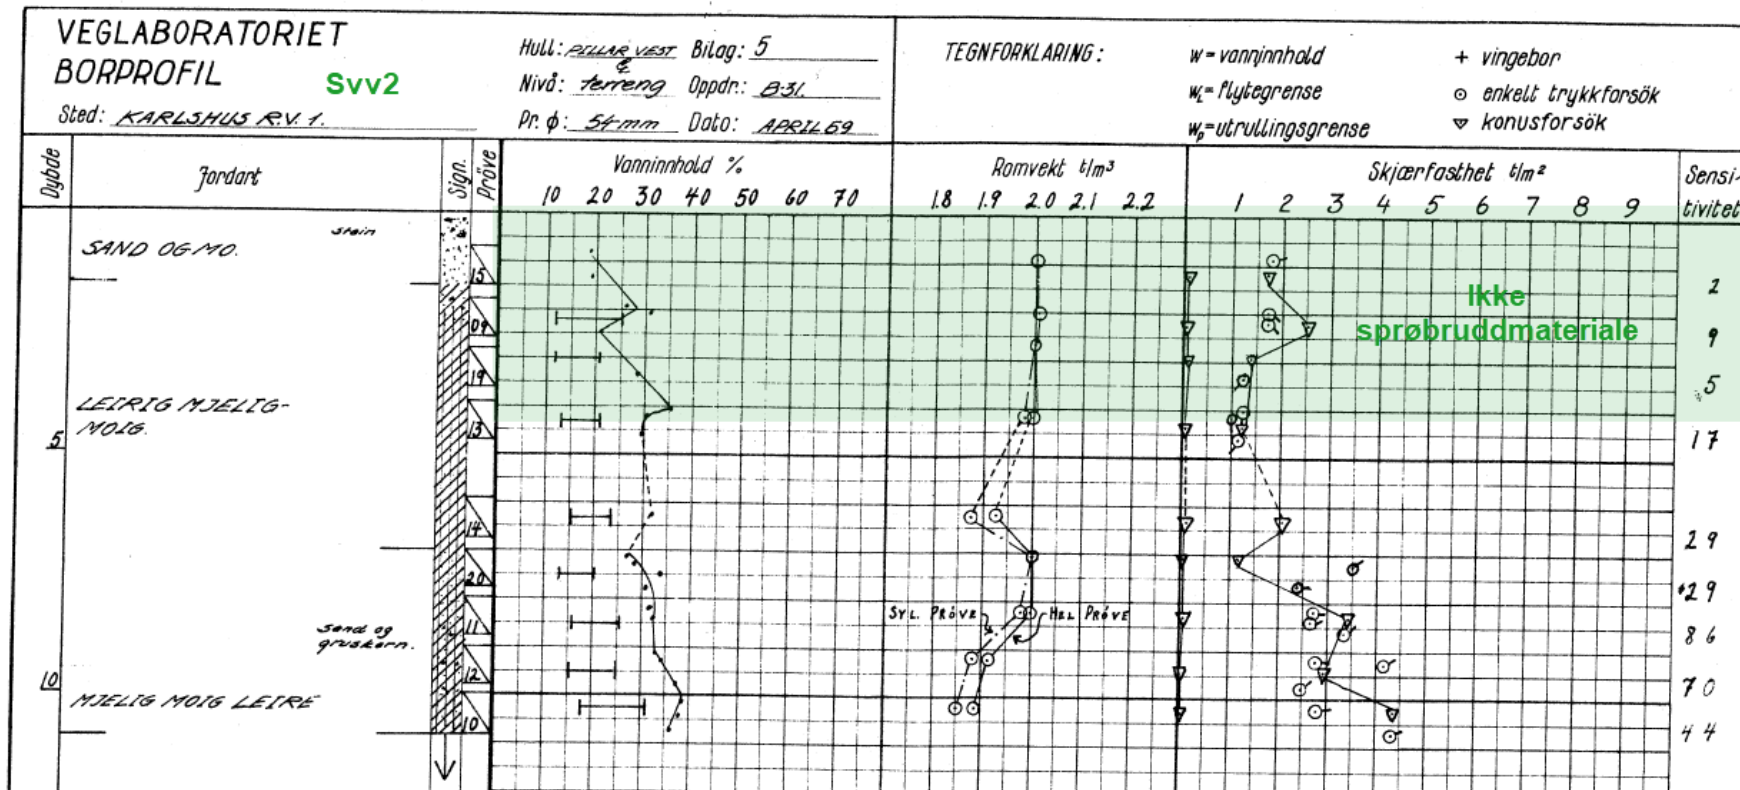 VEGLABORATORIET
BORPROFIL
Svv2
Sted: KARLSHUS R.V. 1.
Hull: PILLAR VEST Bilag: 5
Nivå: terreng Oppdr.: B-31.
Pr. ϕ: 54 mm Dato: APRIL 69
TEGNFORKLARING:
w = vanninnhold + vingebor
w_L = flytegrense ⊙ enkelt trykkforsök
w_p = utrullingsgrense ▽ konusforsök
Dybde Jordart Sign. Pröve Vanninnhold % Romvekt t/m³ Skjærfasthet t/m² Sensi-
tivitet
10 20 30 40 50 60 70 1.8 1.9 2.0 2.1 2.2 1 2 3 4 5 6 7 8 9
stein
SAND OG MO.
15 2
Ikke
sprøbruddmateriale
09 9
19 5
LEIRIG MJELIG-
MOIG.
5 13 17
14 29
20 29
SYL. PRÖVE HEL PRÖVE
Sand og
gruskorn.
11 86
10 12 70
MJELIG MOIG LEIRE
10 44